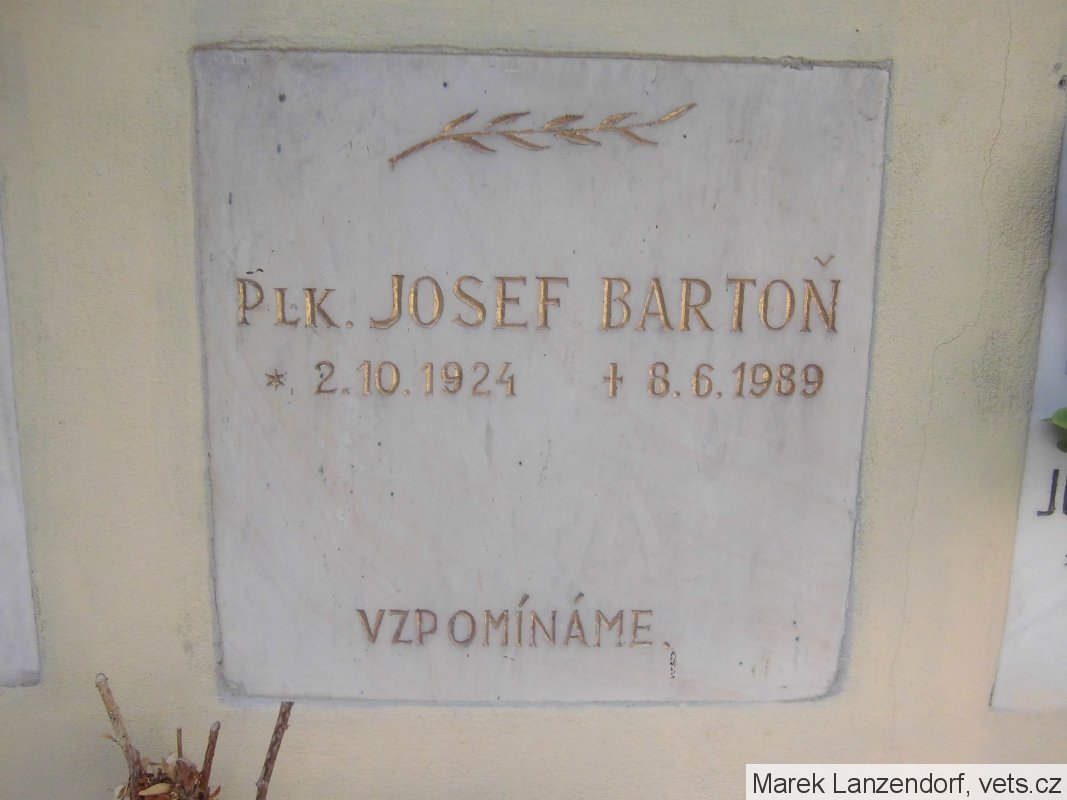 PLK. JOSEF BARTOŇ
* 2.10.1924 † 8.6.1989
VZPOMÍNÁME.
Marek Lanzendorf, vets.cz